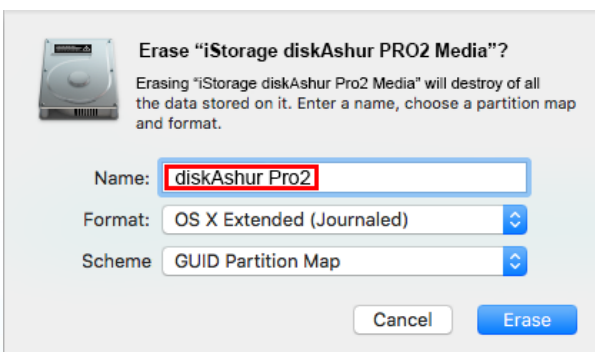 Erase “iStorage diskAshur PRO2 Media”?
Erasing “iStorage diskAshur Pro2 Media” will destroy of all
the data stored on it. Enter a name, choose a partition map
and format.
Name: diskAshur Pro2
Format: OS X Extended (Journaled)
Scheme GUID Partition Map
Cancel Erase